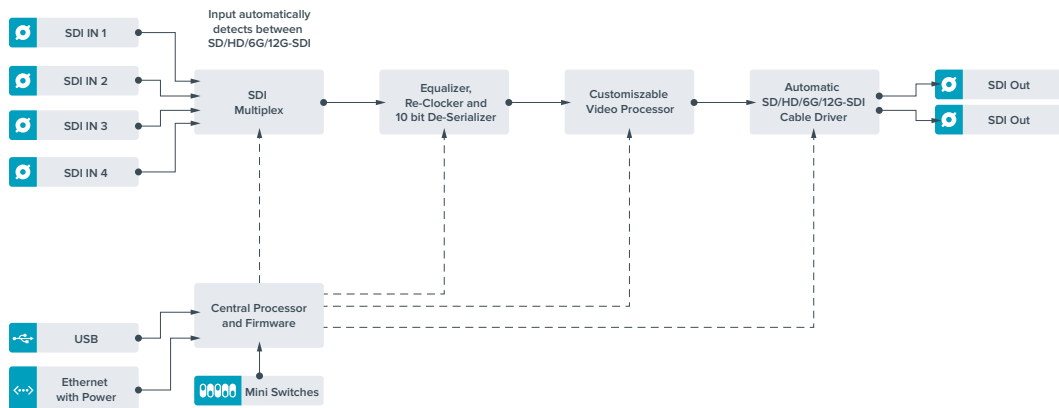 Input automatically
detects between
SD/HD/6G/12G-SDI
SDI IN 1
SDI IN 2
SDI IN 3
SDI IN 4
SDI
Multiplex
Equalizer,
Re-Clocker and
10 bit De-Serializer
Customiszable
Video Processor
Automatic
SD/HD/6G/12G-SDI
Cable Driver
SDI Out
SDI Out
Central Processor
and Firmware
USB
Ethernet
with Power
Mini Switches